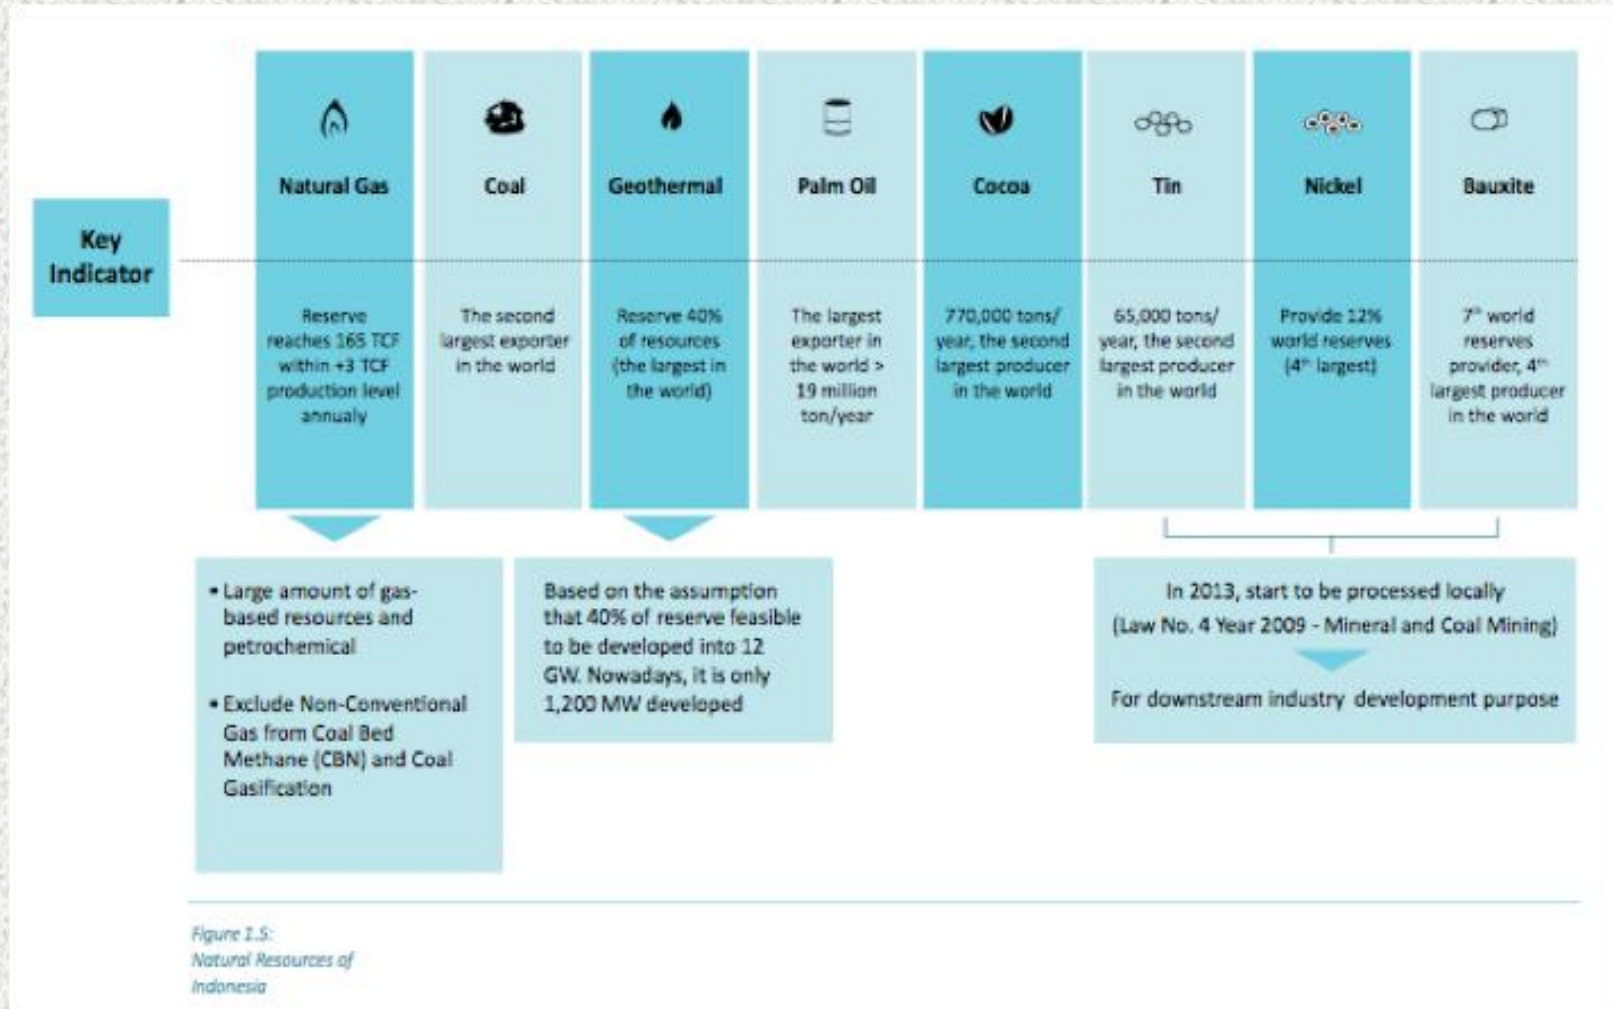 Key
Indicator
Natural Gas
Reserve
reaches 165 TCF
within +3 TCF
production level
annualy
Coal
The second
largest exporter
in the world
Geothermal
Reserve 40%
of resources
(the largest in
the world)
Palm Oil
The largest
exporter in
the world >
19 million
ton/year
Cocoa
770,000 tons/
year, the second
largest producer
in the world
Tin
65,000 tons/
year, the second
largest producer
in the world
Nickel
Provide 12%
world reserves
(4th largest)
Bauxite
7th world
reserves
provider, 4th
largest producer
in the world
▪ Large amount of gas-
based resources and
petrochemical
▪ Exclude Non-Conventional
Gas from Coal Bed
Methane (CBN) and Coal
Gasification
Based on the assumption
that 40% of reserve feasible
to be developed into 12
GW. Nowadays, it is only
1,200 MW developed
In 2013, start to be processed locally
(Law No. 4 Year 2009 - Mineral and Coal Mining)
For downstream industry development purpose
Figure 1.5:
Natural Resources of
Indonesia